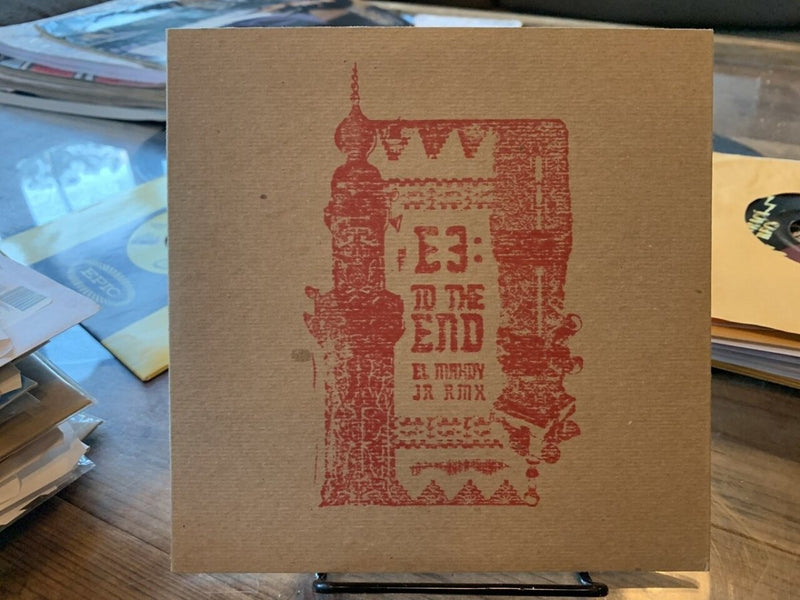 E3:
TO THE
END
EL MAHDY
JR RMX
EPIC